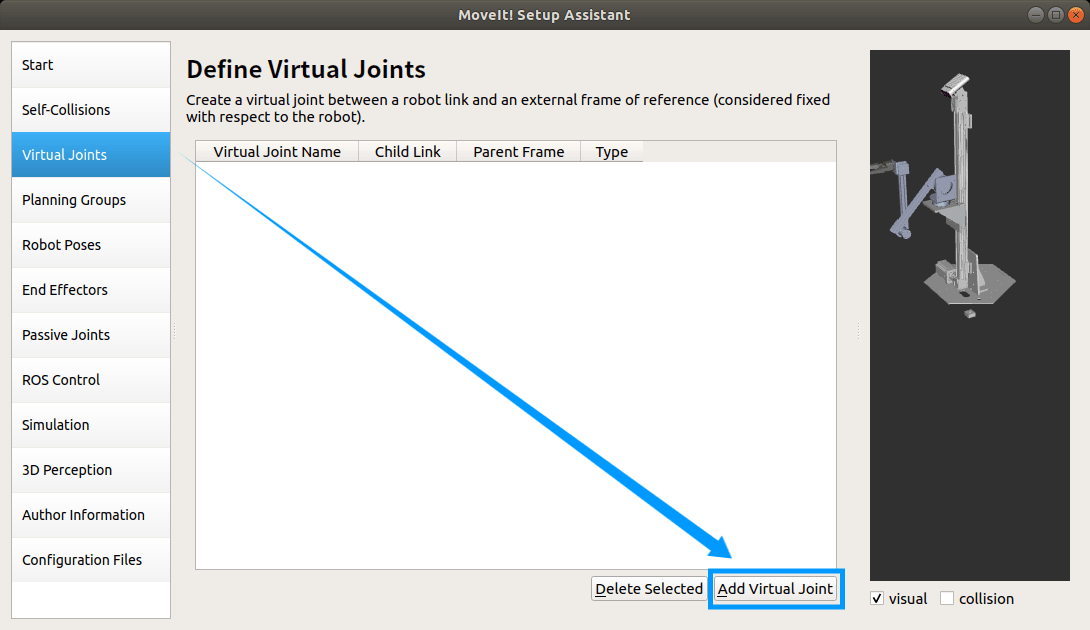 MoveIt! Setup Assistant
Start
Self-Collisions
Virtual Joints
Planning Groups
Robot Poses
End Effectors
Passive Joints
ROS Control
Simulation
3D Perception
Author Information
Configuration Files
Define Virtual Joints
Create a virtual joint between a robot link and an external frame of reference (considered fixed
with respect to the robot).
Virtual Joint Name Child Link Parent Frame Type
Delete Selected Add Virtual Joint
visual collision